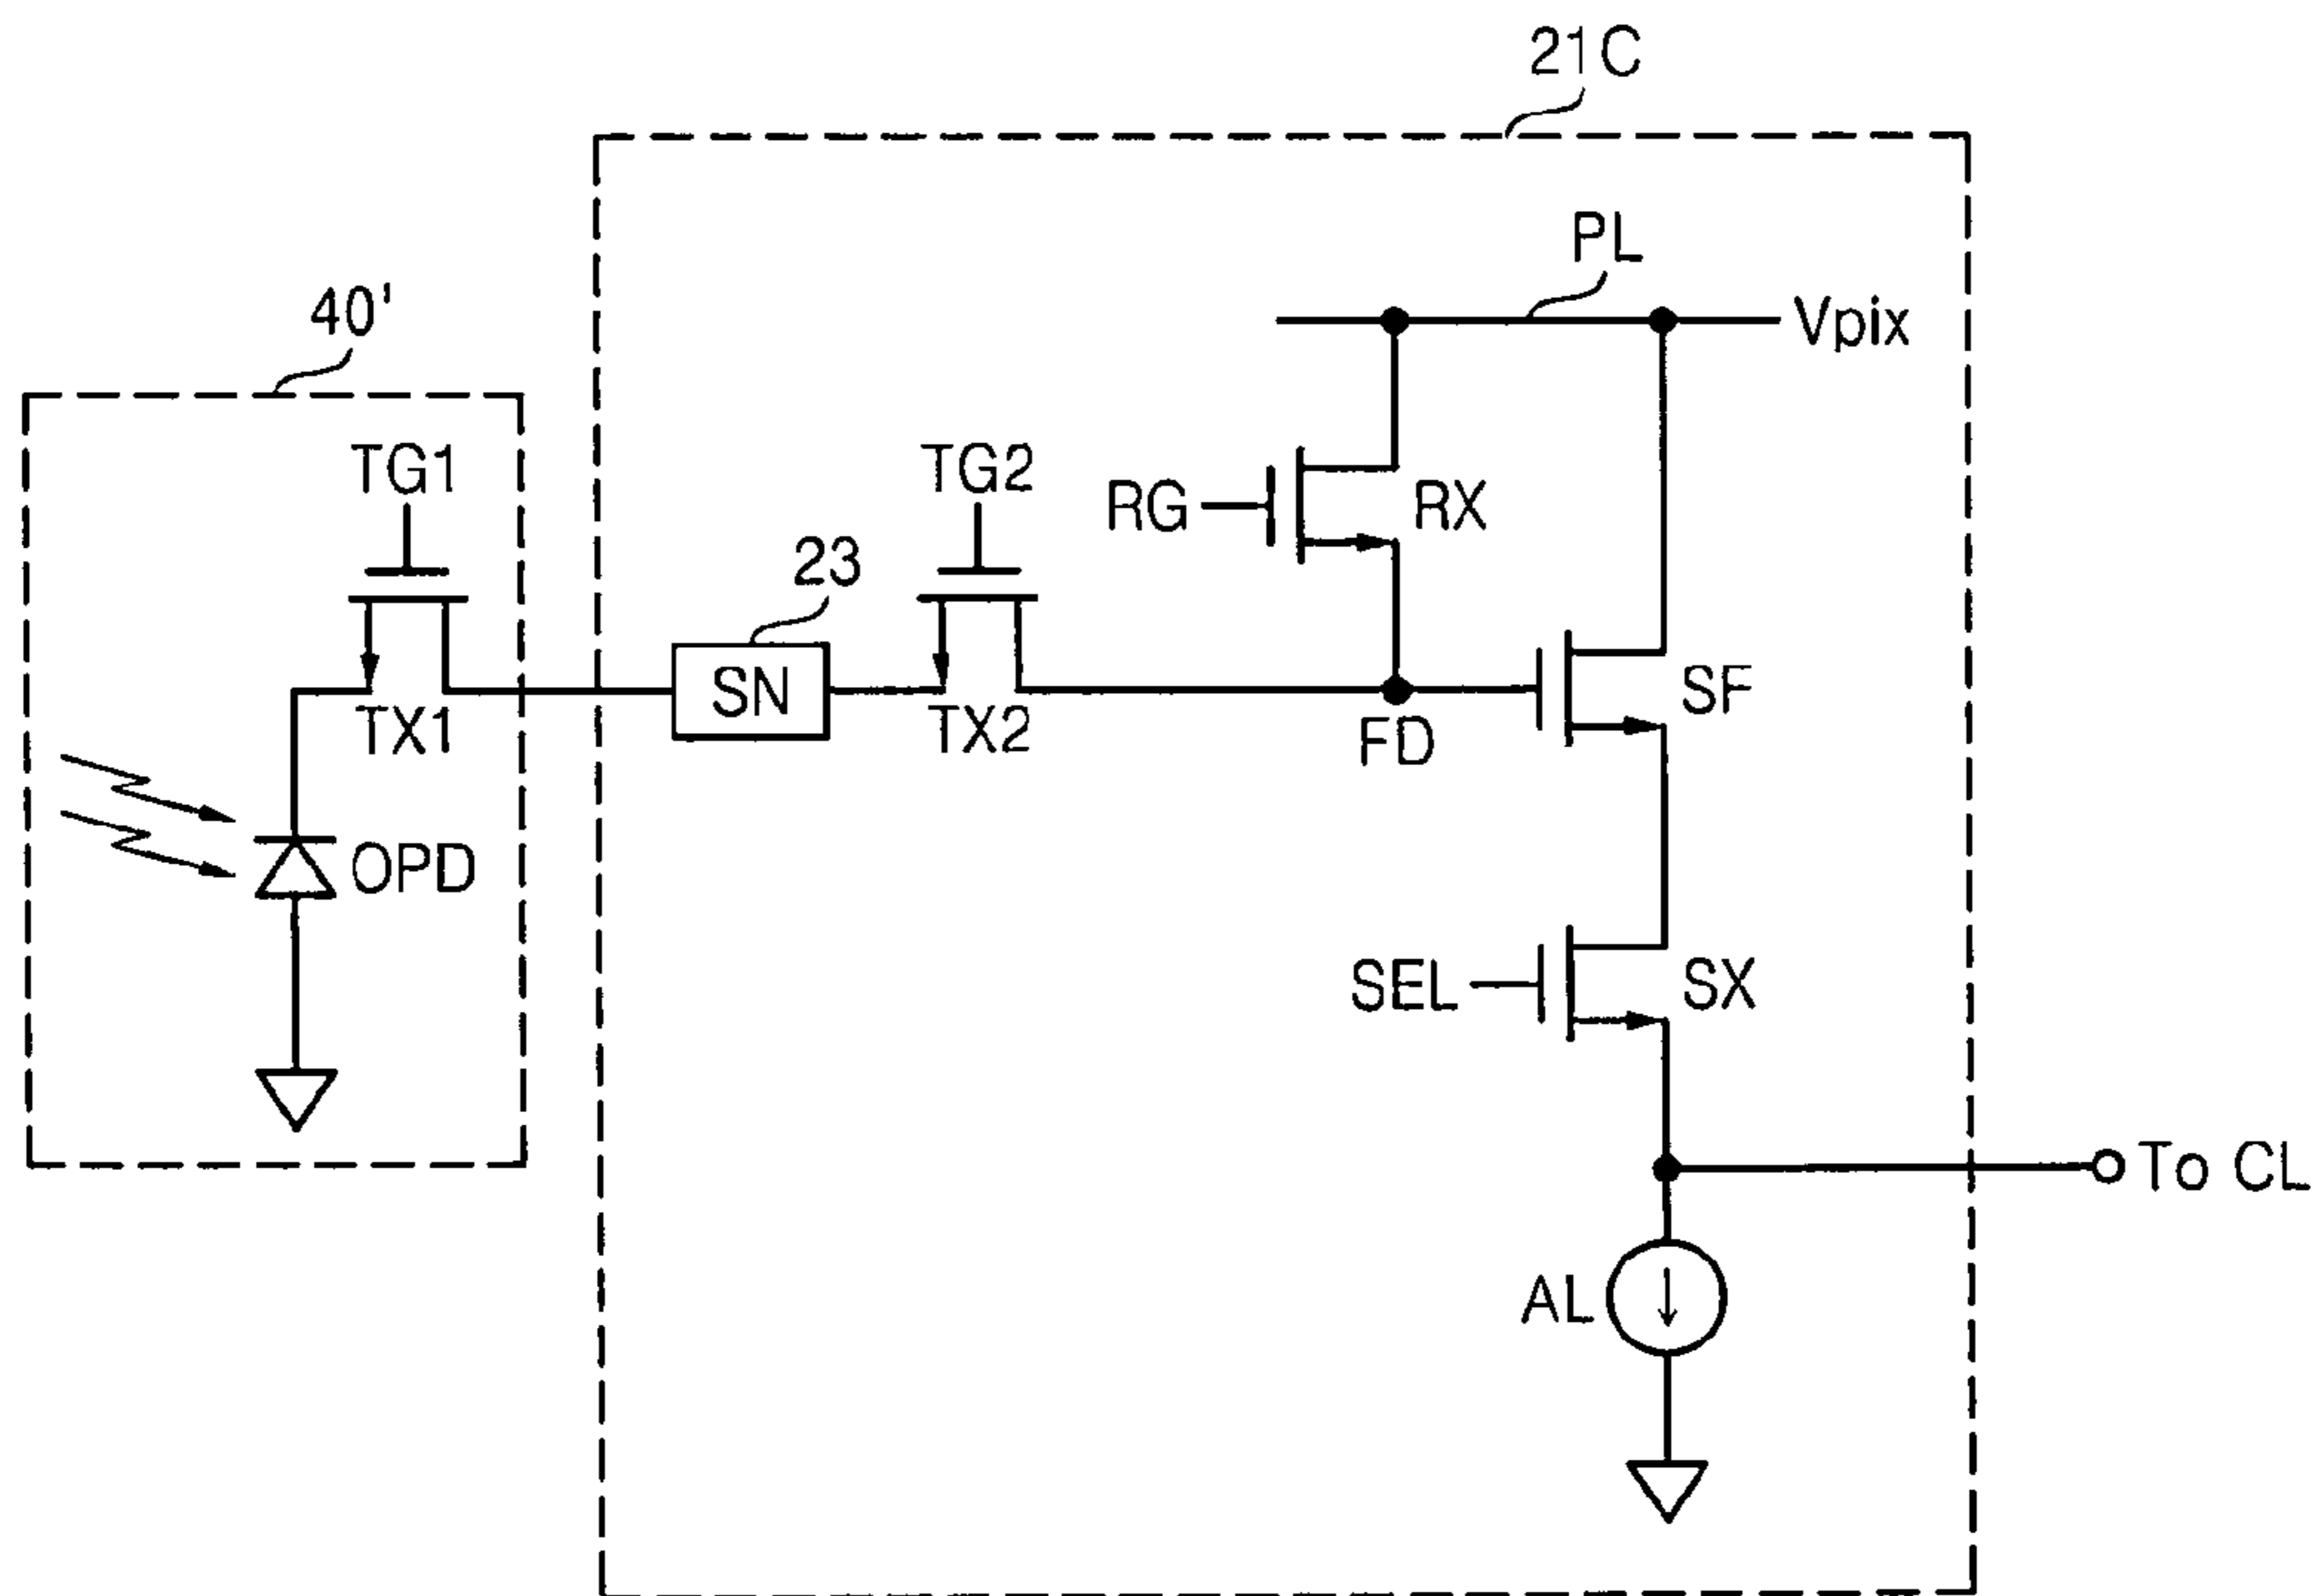 21C
PL
Vpix
40'
TG1
TG2
RG
RX
23
SN
TX1
TX2
FD
SF
OPD
SEL
SX
To CL
AL